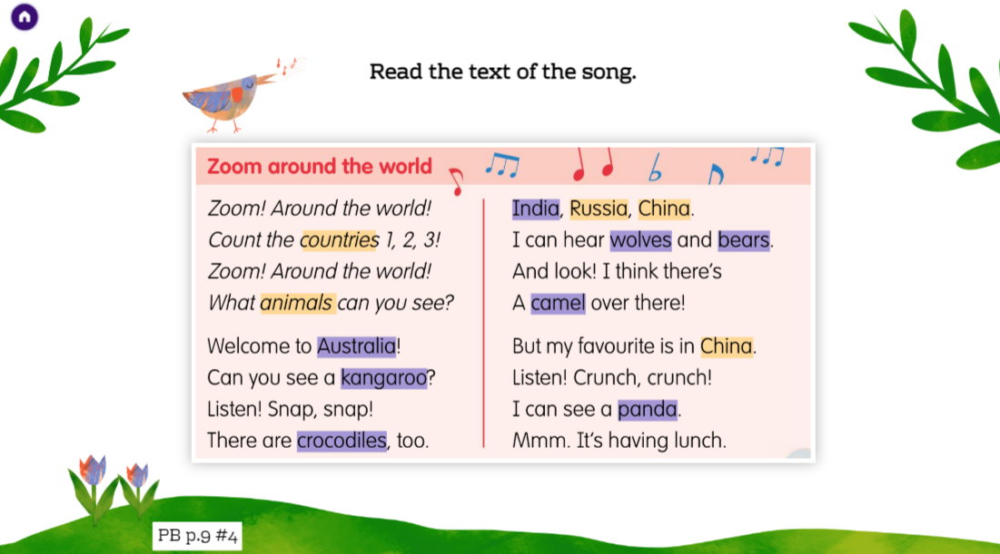 Read the text of the song.
Zoom around the world
Zoom! Around the world!
Count the countries 1, 2, 3!
Zoom! Around the world!
What animals can you see?
Welcome to Australia!
Can you see a kangaroo?
Listen! Snap, snap!
There are crocodiles, too.
India, Russia, China.
I can hear wolves and bears.
And look! I think there's
A camel over there!
But my favourite is in China.
Listen! Crunch, crunch!
I can see a panda.
Mmm. It's having lunch.
PB p.9 #4